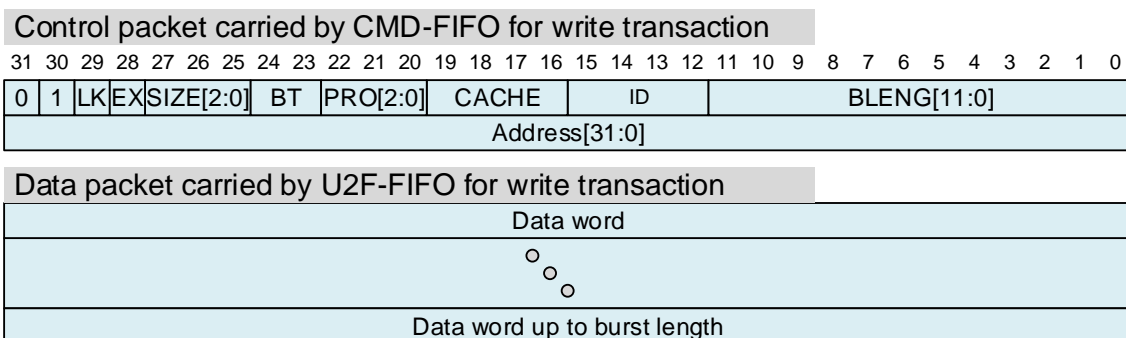 Control packet carried by CMD-FIFO for write transaction
31 30 29 28 27 26 25 24 23 22 21 20 19 18 17 16 15 14 13 12 11 10 9 8 7 6 5 4 3 2 1 0
0 1 LK EX SIZE[2:0] BT PRO[2:0] CACHE ID BLENG[11:0]
Address[31:0]
Data packet carried by U2F-FIFO for write transaction
Data word
Data word up to burst length